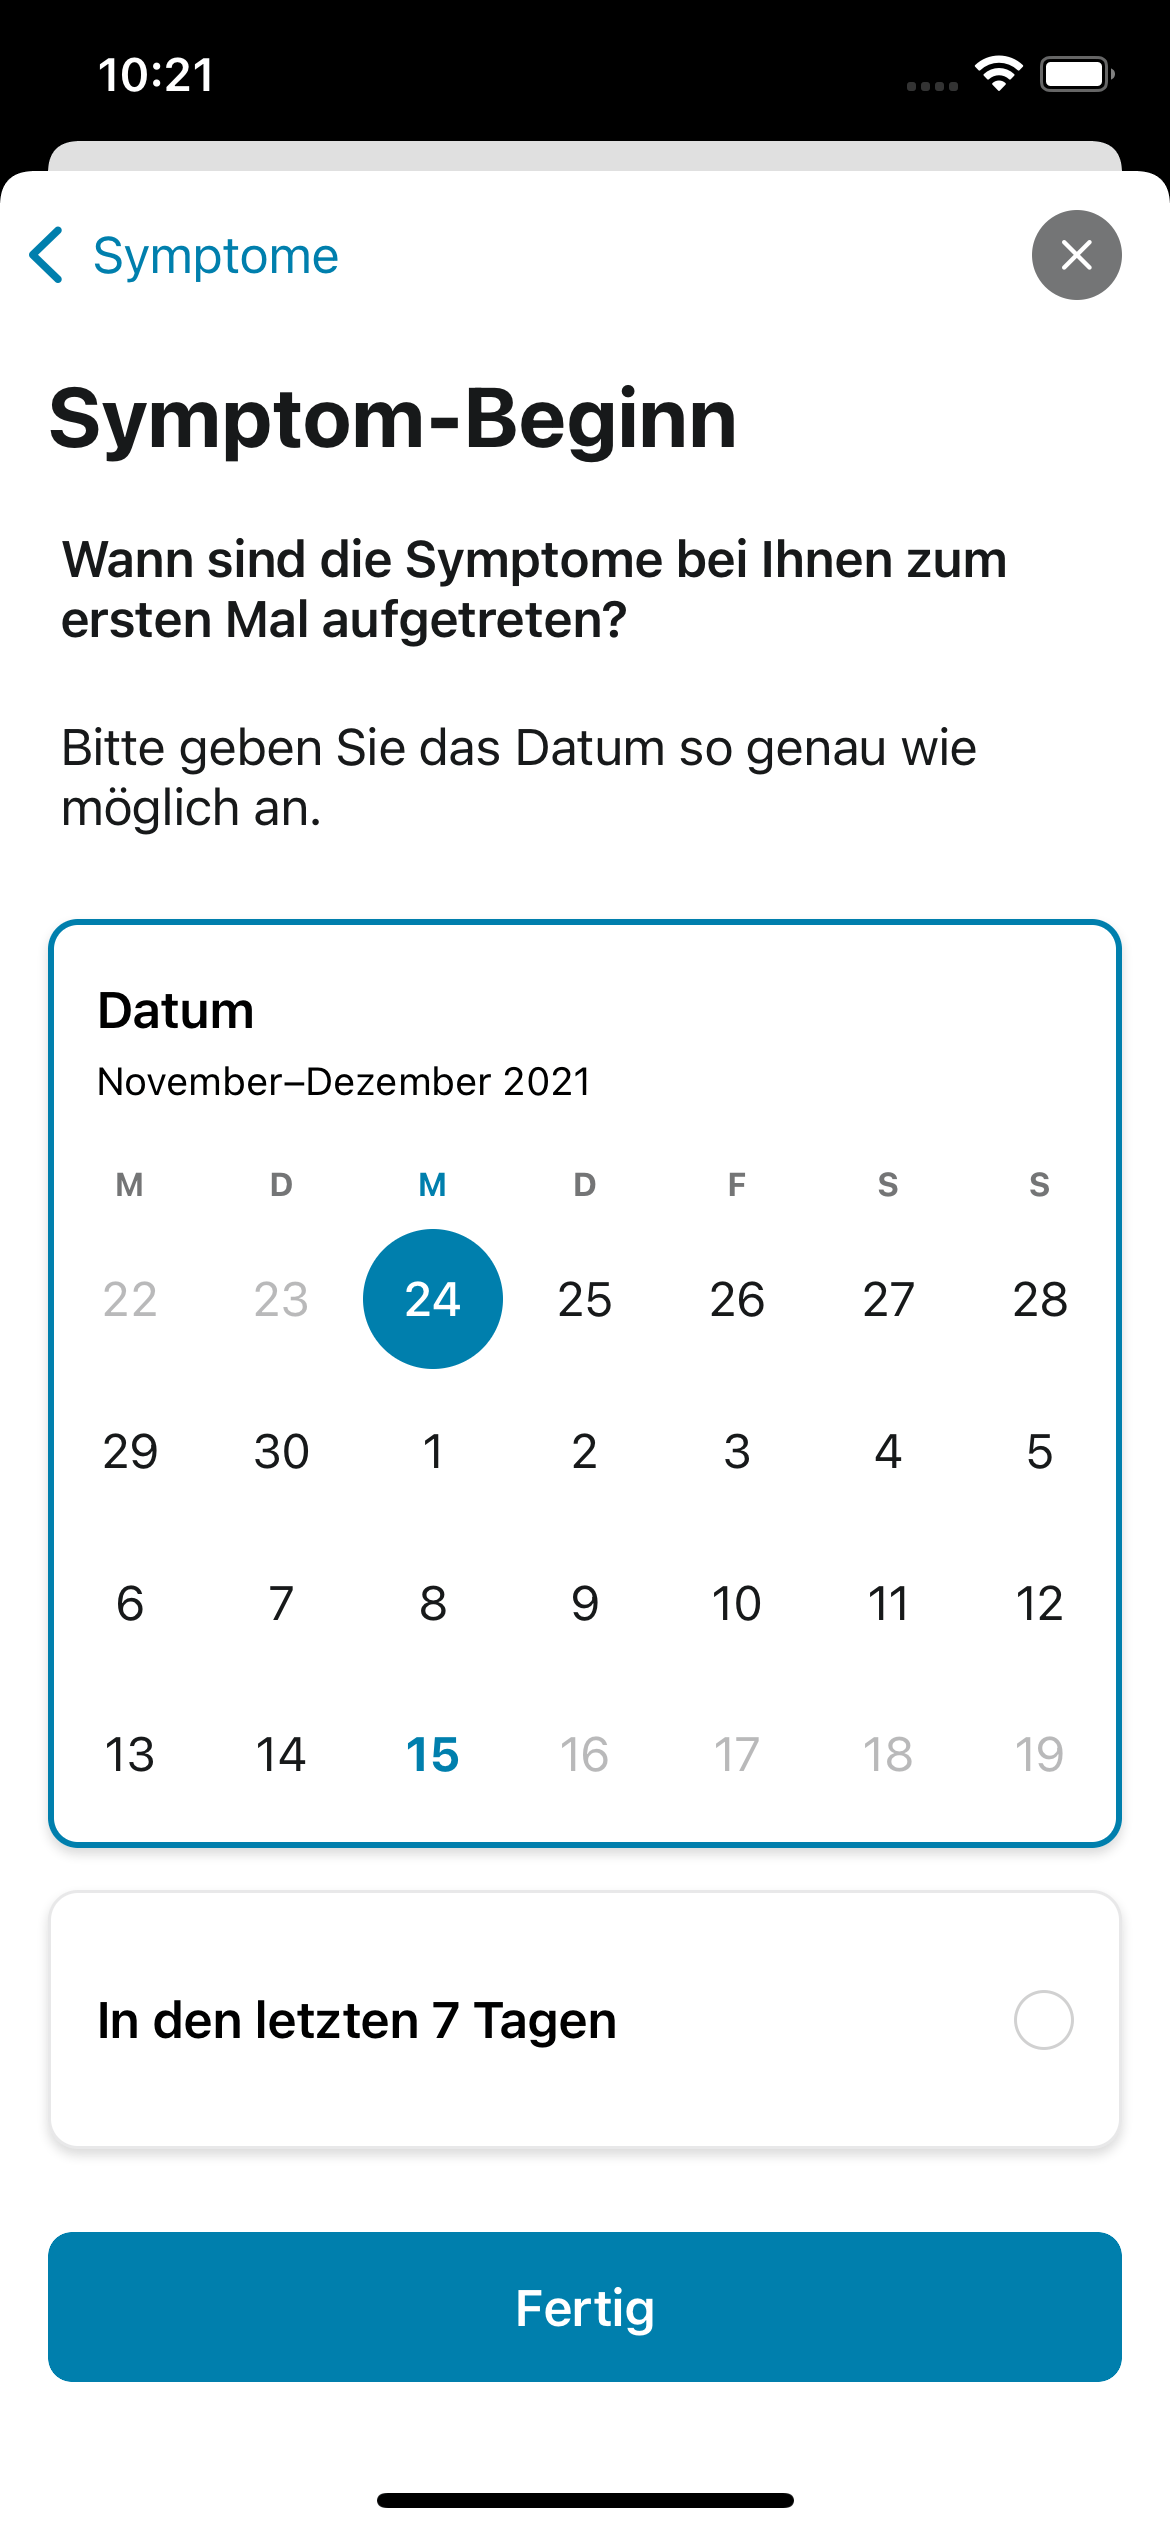 10:21
Symptome
Symptom-Beginn
Wann sind die Symptome bei Ihnen zum
ersten Mal aufgetreten?
Bitte geben Sie das Datum so genau wie
möglich an.
Datum
November–Dezember 2021
M D M D F S S
22 23 24 25 26 27 28
29 30 1 2 3 4 5
6 7 8 9 10 11 12
13 14 15 16 17 18 19
In den letzten 7 Tagen
Fertig